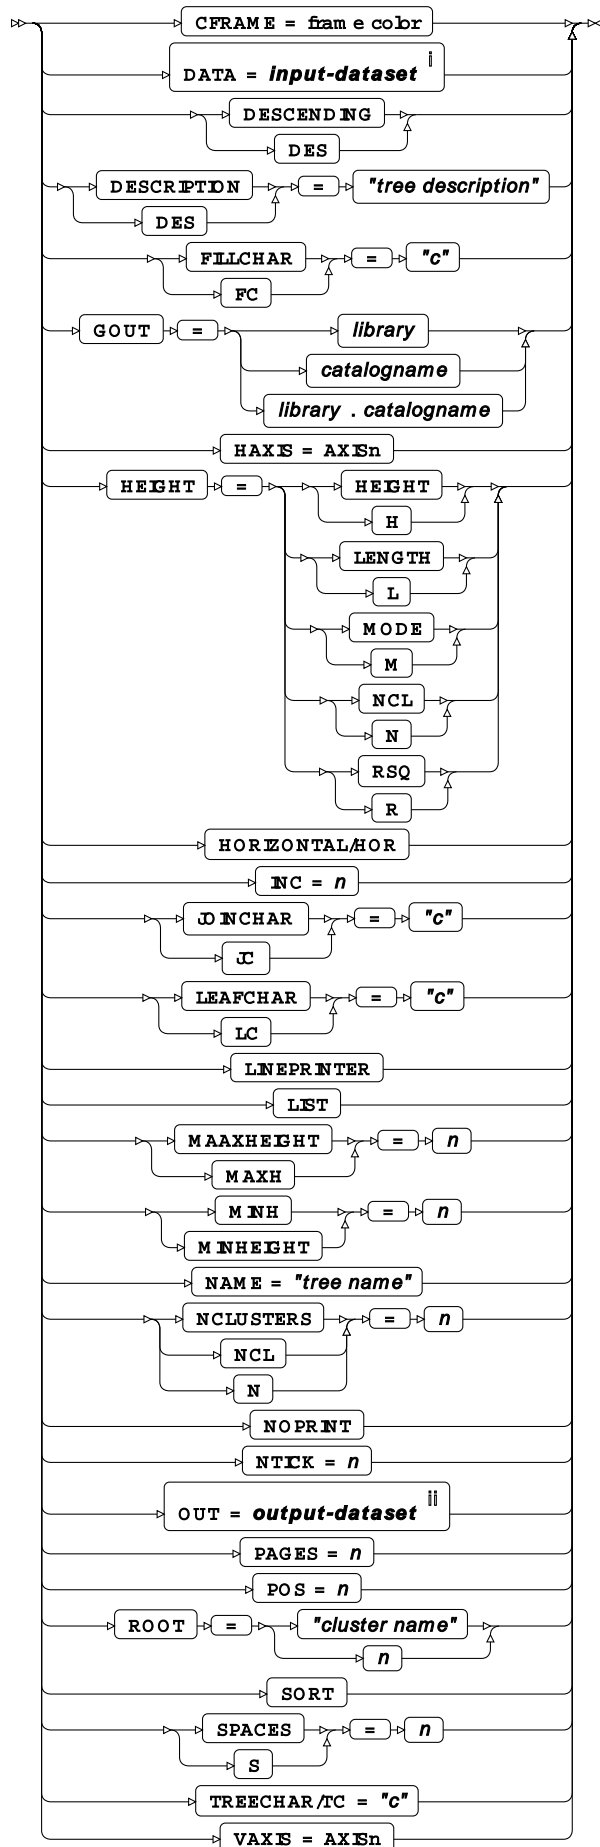 CFRAME = frame color
DATA = input-dataset i
DESCENDING
DES
DESCRIPTION = "tree description"
DES
FILLCHAR = "c"
FC
GOUT = library
catalogname
library . catalogname
HAXIS = AXISn
HEIGHT = HEIGHT
H
LENGTH
L
MODE
M
NCL
N
RSQ
R
HORIZONTAL/HOR
INC = n
JOINCHAR = "c"
JC
LEAFCHAR = "c"
LC
LINEPRINTER
LIST
MAAXHEIGHT = n
MAXH
MINH = n
MINHEIGHT
NAME = "tree name"
NCLUSTERS = n
NCL
N
NOPRINT
NTICK = n
OUT = output-dataset ii
PAGES = n
POS = n
ROOT = "cluster name"
n
SORT
SPACES = n
S
TREECHAR/TC = "c"
VAXIS = AXISn